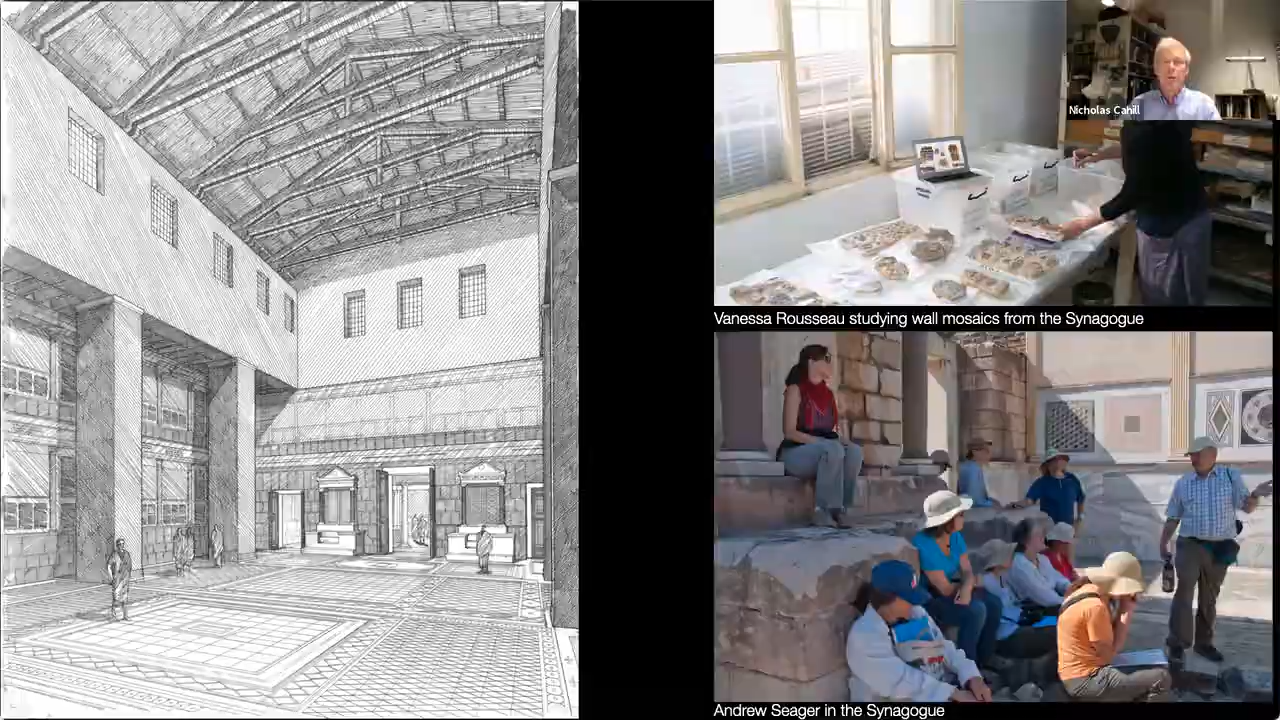 Nicholas Cahill
Vanessa Rousseau studying wall mosaics from the Synagogue
Andrew Seager in the Synagogue